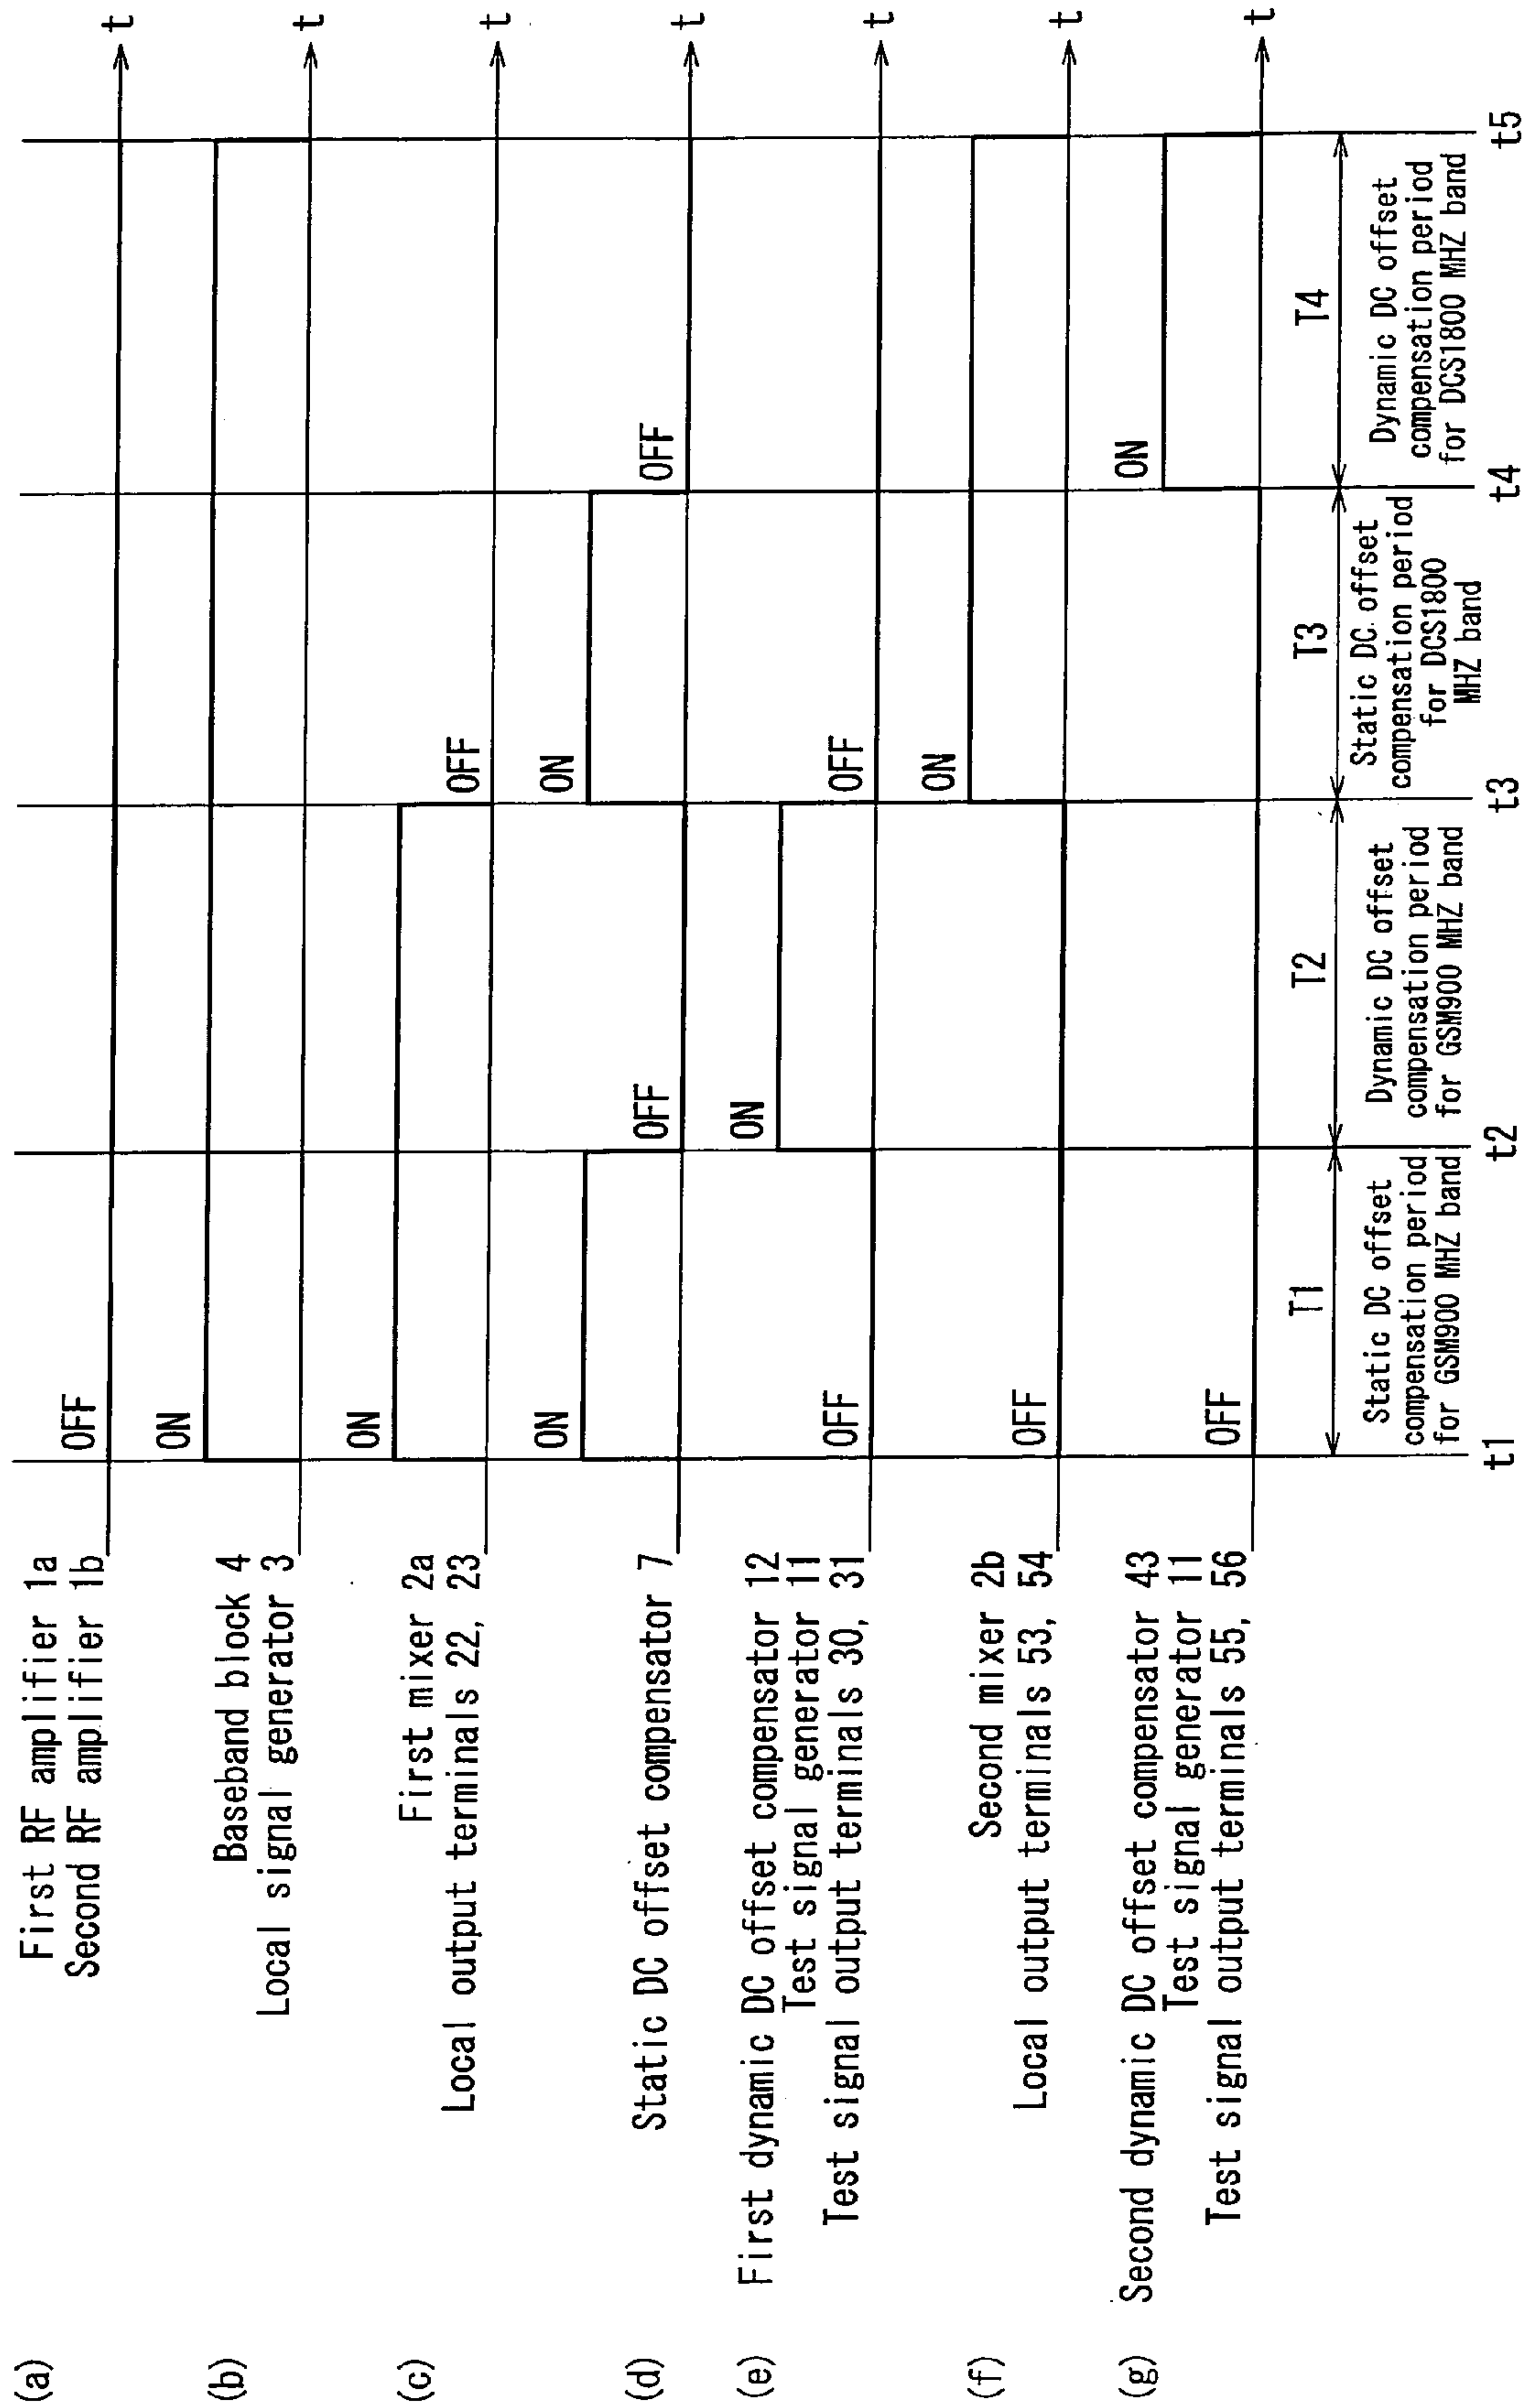 (a)
First RF amplifier 1a
Second RF amplifier 1b
OFF
t
(b)
Baseband block 4
Local signal generator 3
ON
t
(c)
First mixer 2a
Local output terminals 22, 23
ON
OFF
t
(d)
Static DC offset compensator 7
ON
OFF
ON
OFF
t
(e)
First dynamic DC offset compensator 12
Test signal generator 11
Test signal output terminals 30, 31
OFF
ON
OFF
t
(f)
Second mixer 2b
Local output terminals 53, 54
OFF
ON
t
(g)
Second dynamic DC offset compensator 43
Test signal generator 11
Test signal output terminals 55, 56
OFF
ON
t
T1
T2
T3
T4
Static DC offset
compensation period
for GSM900 MHZ band
Dynamic DC offset
compensation period
for GSM900 MHZ band
Static DC offset
compensation period
for DCS1800
MHZ band
Dynamic DC offset
compensation period
for DCS1800 MHZ band
t1
t2
t3
t4
t5